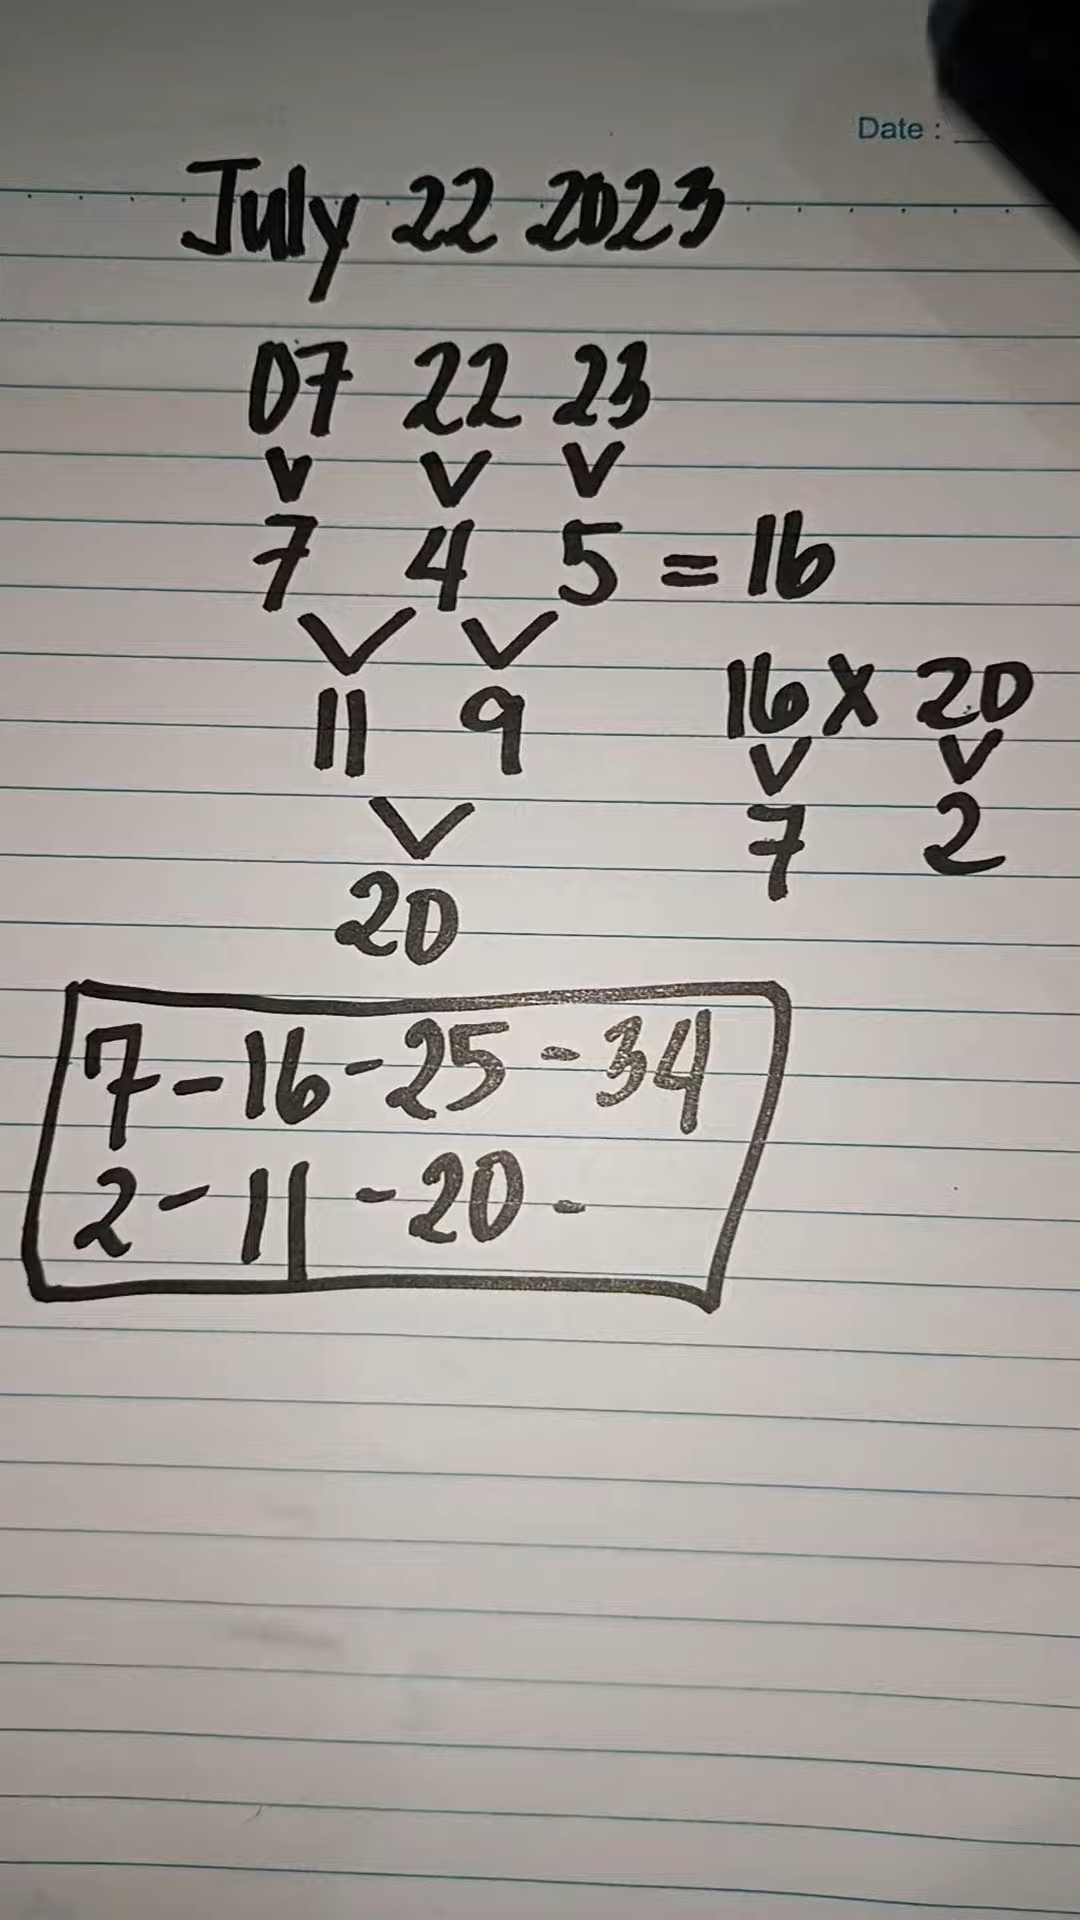 Date :
July 22 2023
07 22 23
v v v
7 4 5 = 16
v v
11 9
16 x 20
v v
7 2
v
20
7 - 16 - 25 - 34
2 - 11 - 20 -